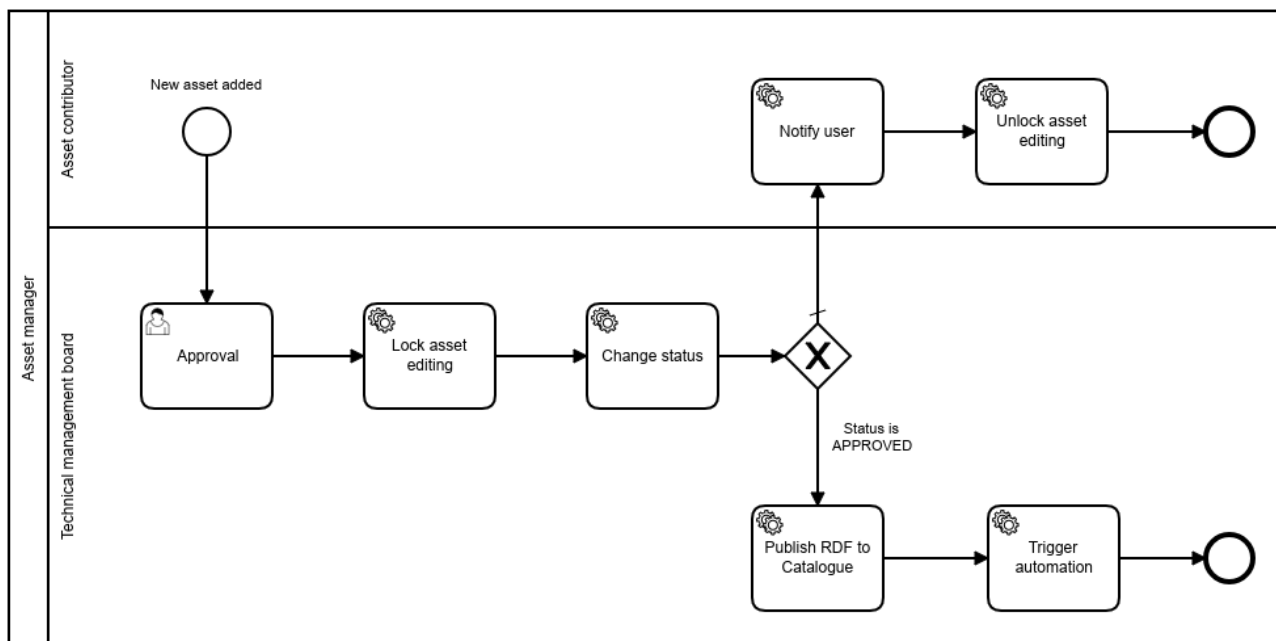 Asset manager
Asset contributor
New asset added
Notify user
Unlock asset
editing
Technical management board
Approval
Lock asset
editing
Change status
X
Status is
APPROVED
Publish RDF to
Catalogue
Trigger
automation